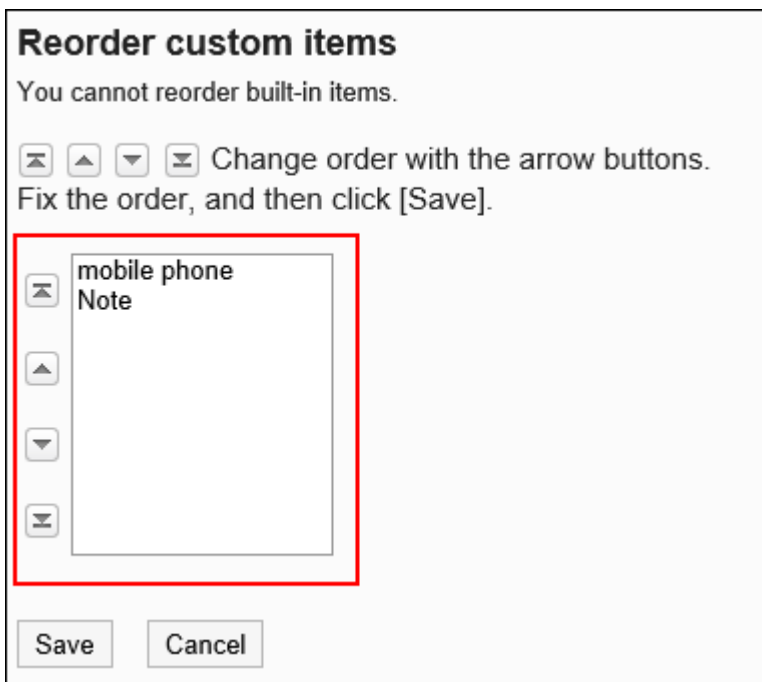 Reorder custom items
You cannot reorder built-in items.
Change order with the arrow buttons.
Fix the order, and then click [Save].
mobile phone
Note
Save
Cancel